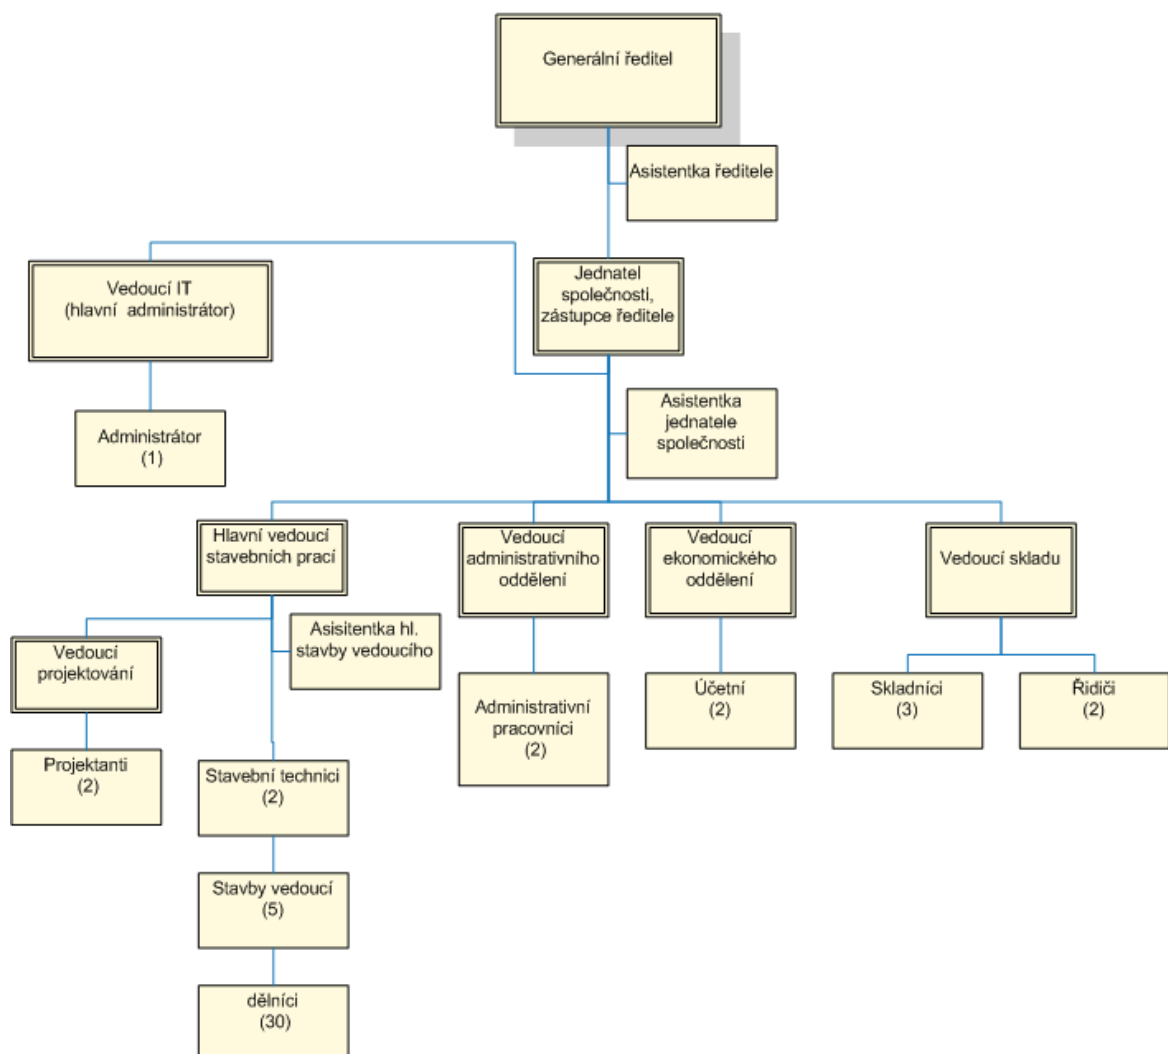 Generální ředitel
Asistentka ředitele
Vedoucí IT
(hlavní  administrátor)
Jednatel
společnosti,
zástupce ředitele
Administrátor
(1)
Asistentka
jednatele
společnosti
Hlavní vedoucí
stavebních prací
Vedoucí
administrativního
oddělení
Vedoucí
ekonomického
oddělení
Vedoucí skladu
Vedoucí
projektování
Asisitentka hl.
stavby vedoucího
Administrativní
pracovníci
(2)
Účetní
(2)
Skladníci
(3)
Řidiči
(2)
Projektanti
(2)
Stavební technici
(2)
Stavby vedoucí
(5)
dělníci
(30)